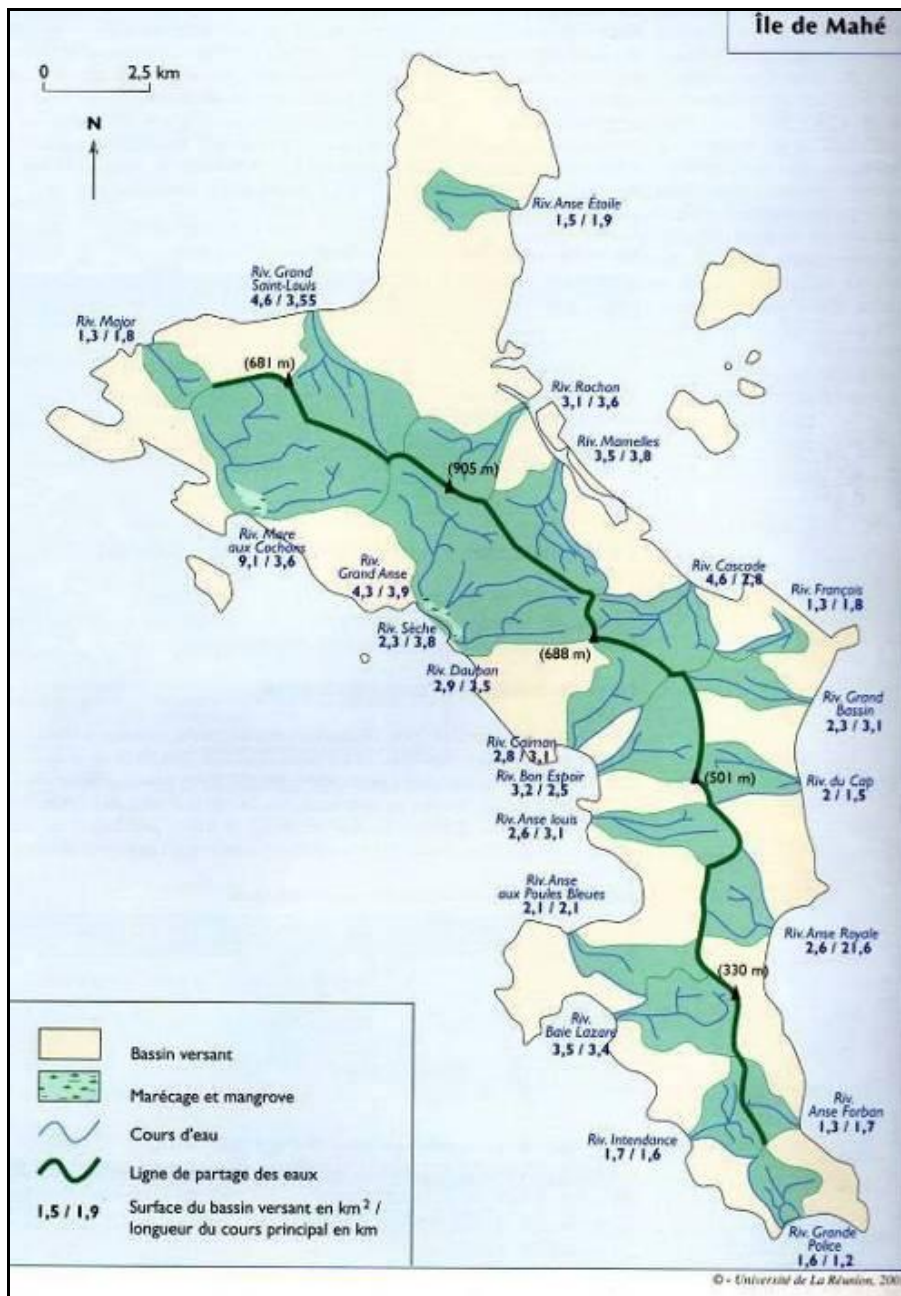 Île de Mahé
0 2,5 km
N
Riv. Anse Étoile
1,5 / 1,9
Riv. Grand
Saint-Louis
4,6 / 3,55
Riv. Major
1,3 / 1,8
(681 m)
Riv. Rochon
3,1 / 3,6
Riv. Mamelles
3,5 / 3,8
(905 m)
Riv. Mare
aux Cochons
9,1 / 3,6
Riv.
Grand Anse
4,3 / 3,9
Riv. Cascade
4,6 / 2,8
Riv. François
1,3 / 1,8
Riv. Sèche
2,3 / 3,8
(688 m)
Riv. Daupan
2,9 / 3,5
Riv. Grand
Bassin
2,3 / 3,1
Riv. Caiman
2,8 / 3,1
Riv. Bon Espoir
3,2 / 2,5
(501 m)
Riv. du Cap
2 / 1,5
Riv. Anse louis
2,6 / 3,1
Riv. Anse
aux Poules Bleues
2,1 / 2,1
Riv. Anse Royale
2,6 / 21,6
(330 m)
Riv.
Baie Lazare
3,5 / 3,4
Riv.
Anse Forban
1,3 / 1,7
Riv. Intendance
1,7 / 1,6
Riv. Grande
Police
1,6 / 1,2
Bassin versant
Marécage et mangrove
Cours d'eau
Ligne de partage des eaux
1,5 / 1,9 Surface du bassin versant en km² /
longueur du cours principal en km
© - Université de La Réunion, 200